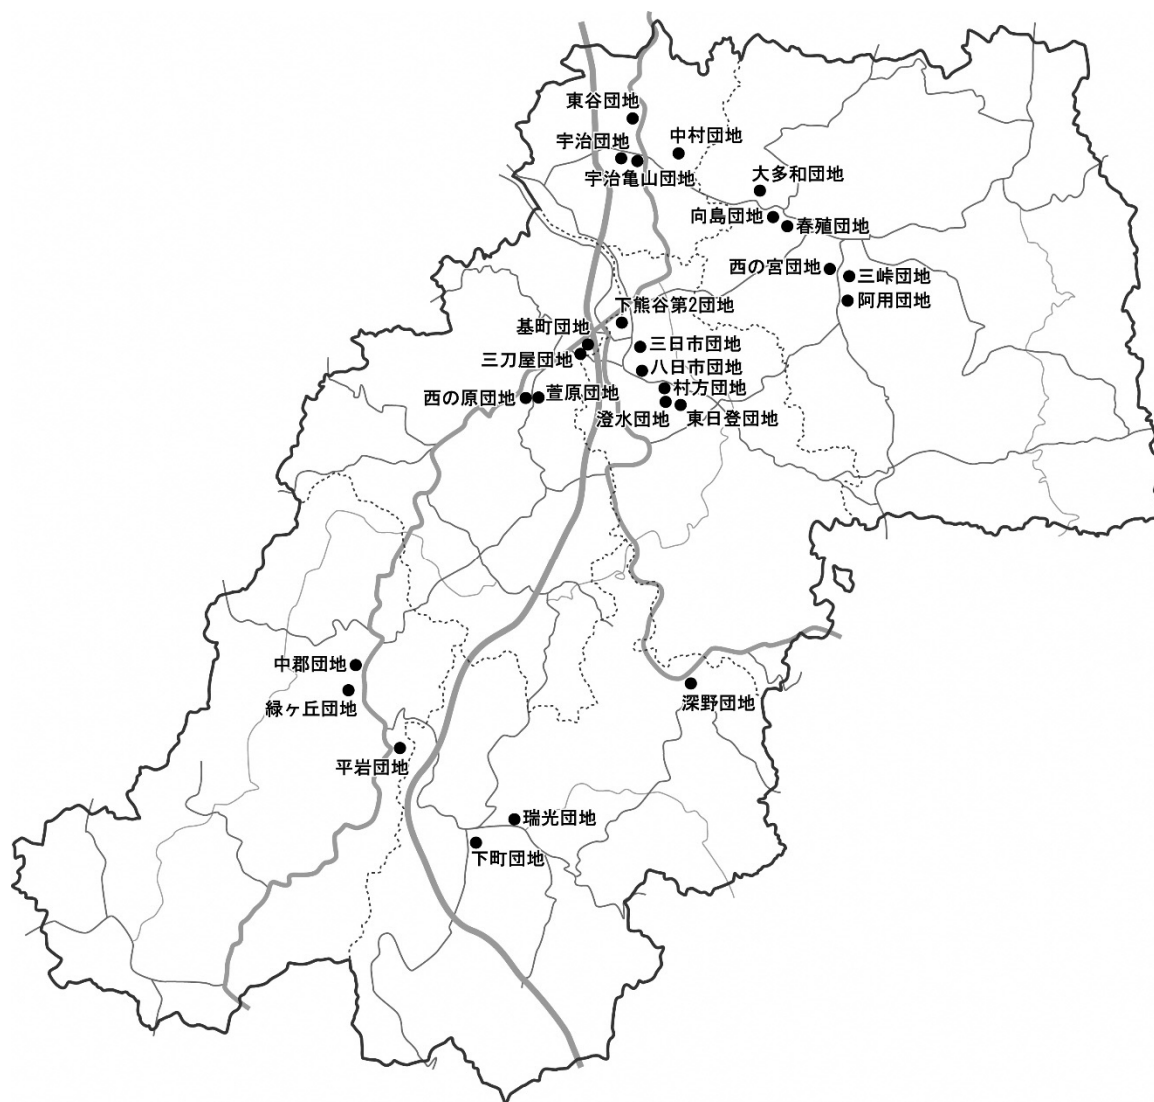 東谷団地
宇治団地
中村団地
宇治亀山団地
大多和団地
向島団地
春殖団地
西の宮団地
三峠団地
阿用団地
下熊谷第2団地
基町団地
三日市団地
三刀屋団地
八日市団地
村方団地
西の原団地
萱原団地
澄水団地
東日登団地
中郡団地
緑ヶ丘団地
深野団地
平岩団地
瑞光団地
下町団地